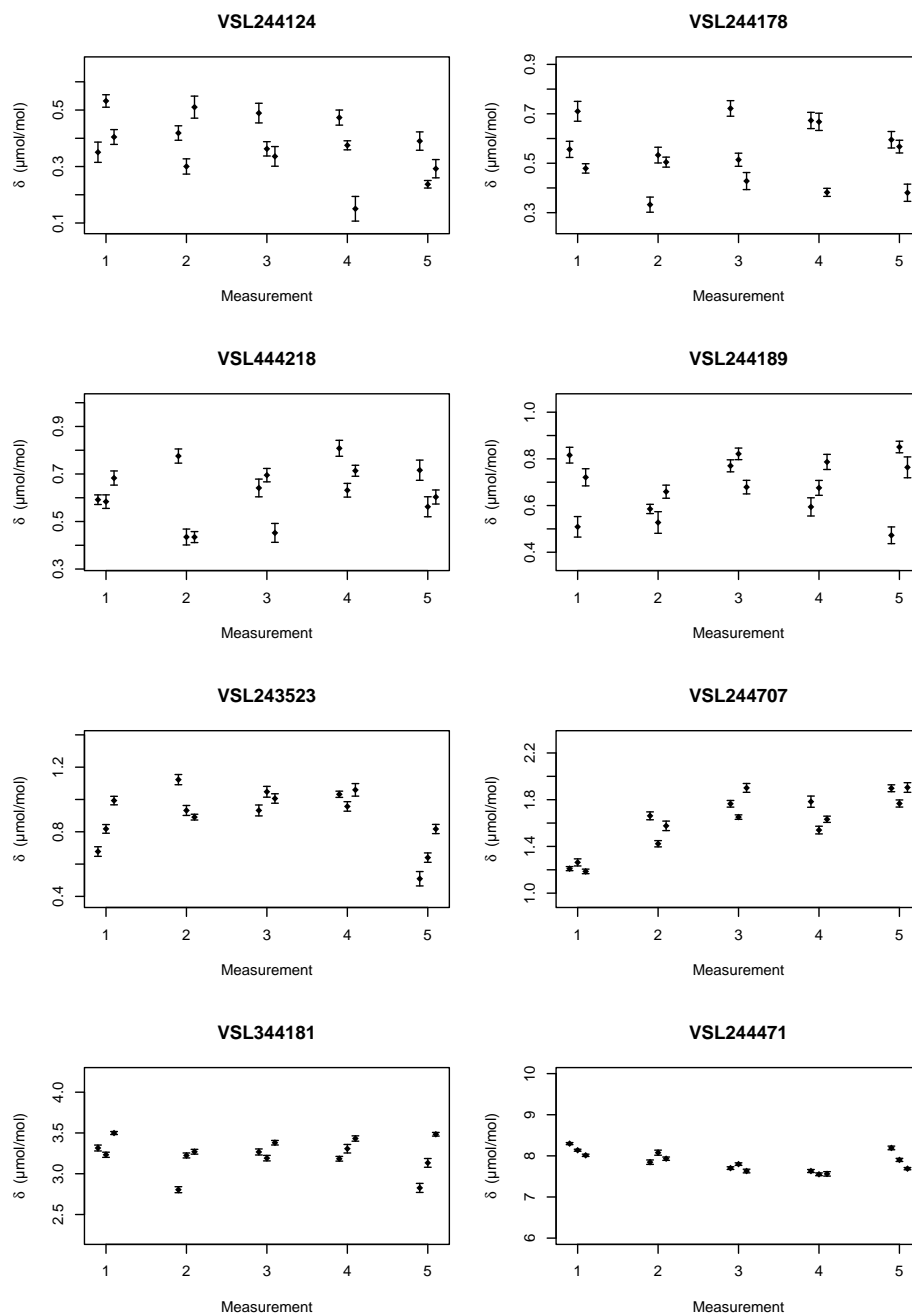 VSL244124
VSL244178
δ (μmol/mol)
0.1 0.3 0.5
1 2 3 4 5
Measurement
δ (μmol/mol)
0.3 0.5 0.7 0.9
1 2 3 4 5
Measurement
VSL444218
VSL244189
δ (μmol/mol)
0.3 0.5 0.7 0.9
1 2 3 4 5
Measurement
δ (μmol/mol)
0.4 0.6 0.8 1.0
1 2 3 4 5
Measurement
VSL243523
VSL244707
δ (μmol/mol)
0.4 0.8 1.2
1 2 3 4 5
Measurement
δ (μmol/mol)
1.0 1.4 1.8 2.2
1 2 3 4 5
Measurement
VSL344181
VSL244471
δ (μmol/mol)
2.5 3.0 3.5 4.0
1 2 3 4 5
Measurement
δ (μmol/mol)
6 7 8 9 10
1 2 3 4 5
Measurement